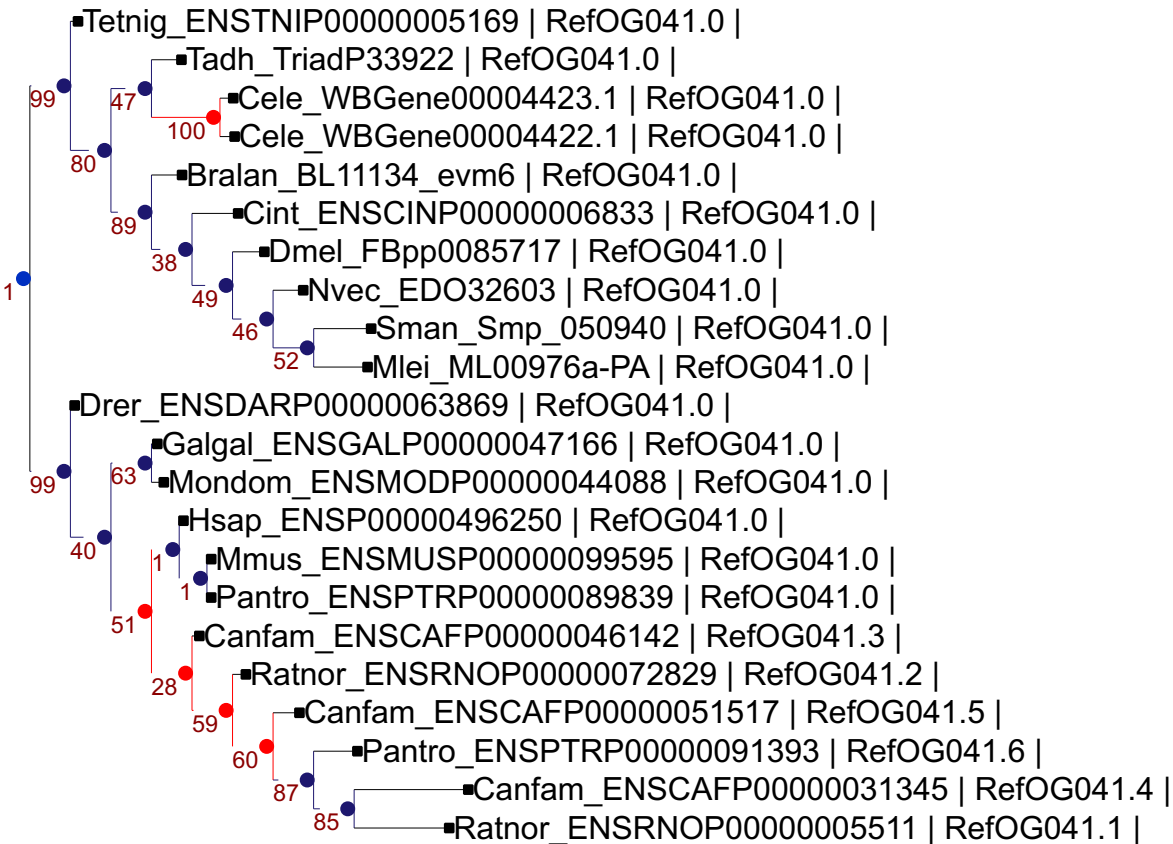 Tetnig_ENSTNIP00000005169 | RefOG041.0 |
Tadh_TriadP33922 | RefOG041.0 |
99
47
Cele_WBGene00004423.1 | RefOG041.0 |
100
Cele_WBGene00004422.1 | RefOG041.0 |
80
Bralan_BL11134_evm6 | RefOG041.0 |
89
Cint_ENSCINP00000006833 | RefOG041.0 |
38
Dmel_FBpp0085717 | RefOG041.0 |
1
49
Nvec_EDO32603 | RefOG041.0 |
46
Sman_Smp_050940 | RefOG041.0 |
52
Mlei_ML00976a-PA | RefOG041.0 |
Drer_ENSDARP00000063869 | RefOG041.0 |
Galgal_ENSGALP00000047166 | RefOG041.0 |
63
99
Mondom_ENSMODP00000044088 | RefOG041.0 |
Hsap_ENSP00000496250 | RefOG041.0 |
40
1
Mmus_ENSMUSP00000099595 | RefOG041.0 |
1
Pantro_ENSPTRP00000089839 | RefOG041.0 |
51
Canfam_ENSCAFP00000046142 | RefOG041.3 |
28
Ratnor_ENSRNOP00000072829 | RefOG041.2 |
59
Canfam_ENSCAFP00000051517 | RefOG041.5 |
60
Pantro_ENSPTRP00000091393 | RefOG041.6 |
87
Canfam_ENSCAFP00000031345 | RefOG041.4 |
85
Ratnor_ENSRNOP00000005511 | RefOG041.1 |